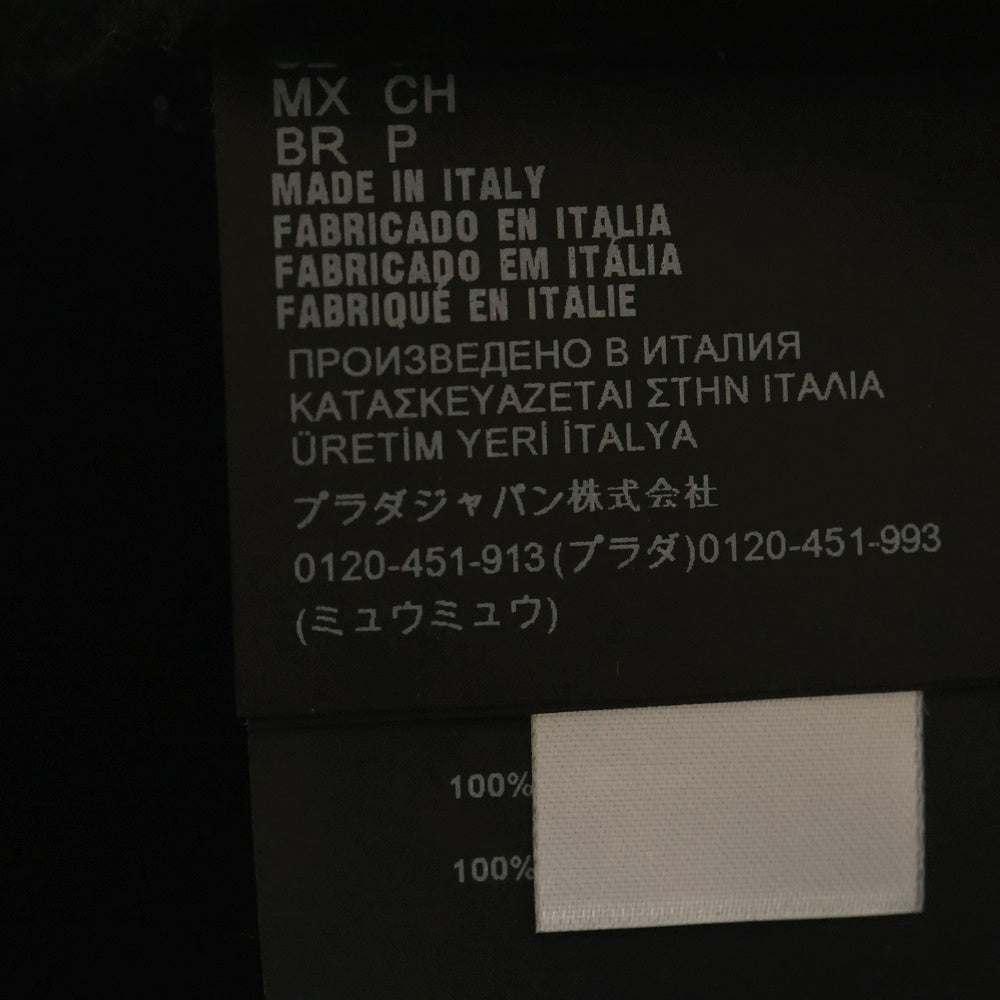 MX CH
BR P
MADE IN ITALY
FABRICADO EN ITALIA
FABRICADO EM ITÁLIA
FABRIQUÉ EN ITALIE
ПРОИЗВЕДЕНО В ИТАЛИЯ
ΚΑΤΑΣΚΕΥΑΖΕΤΑΙ ΣΤΗΝ ΙΤΑΛΙΑ
ÜRETİM YERİ İTALYA
プラダジャパン株式会社
0120-451-913(プラダ)0120-451-993
(ミュウミュウ)
100%
100%